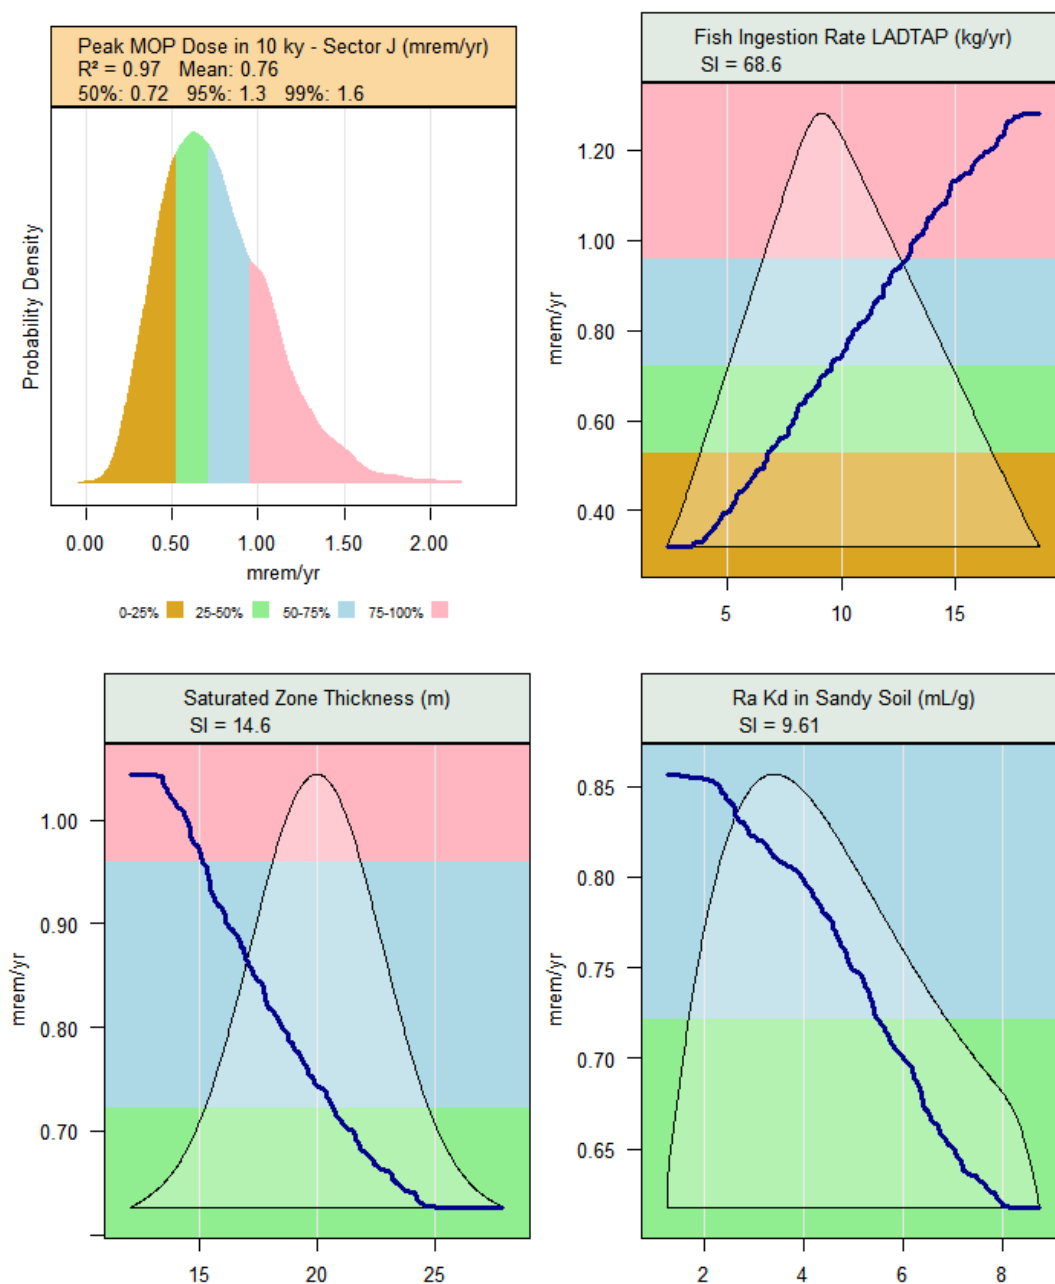 Peak MOP Dose in 10 ky - Sector J (mrem/yr)
R² = 0.97 Mean: 0.76
50%: 0.72 95%: 1.3 99%: 1.6
Probability Density
0.00 0.50 1.00 1.50 2.00
mrem/yr
0-25% 25-50% 50-75% 75-100%
Fish Ingestion Rate LADTAP (kg/yr)
SI = 68.6
mrem/yr
1.20
1.00
0.80
0.60
0.40
5 10 15
Saturated Zone Thickness (m)
SI = 14.6
mrem/yr
1.00
0.90
0.80
0.70
15 20 25
Ra Kd in Sandy Soil (mL/g)
SI = 9.61
mrem/yr
0.85
0.80
0.75
0.70
0.65
2 4 6 8